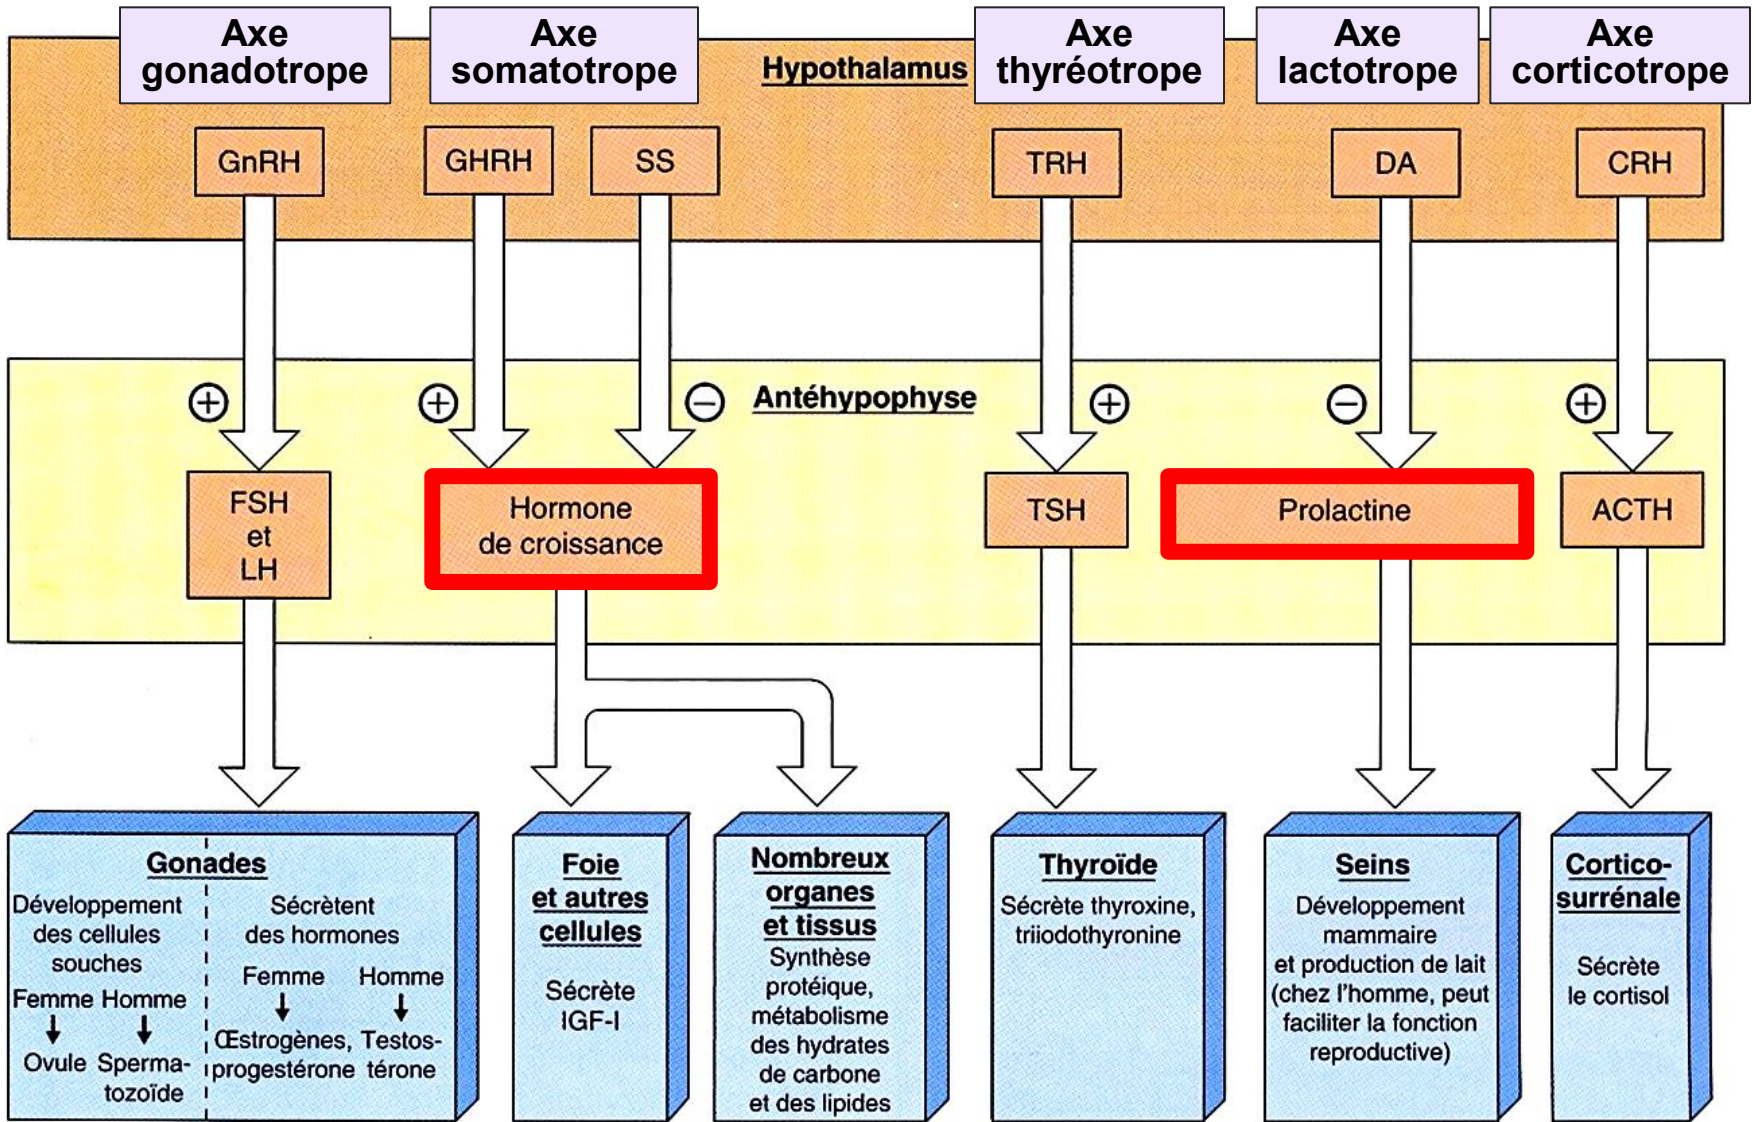 Axe
gonadotrope
Axe
somatotrope
Axe
thyréotrope
Axe
lactotrope
Axe
corticotrope
Hypothalamus
GnRH
GHRH
SS
TRH
DA
CRH
+
+
−
Antéhypophyse
+
−
+
FSH
et
LH
Hormone
de croissance
TSH
Prolactine
ACTH
Gonades
Développement
des cellules
souches
Femme Homme
Ovule Sperma-
tozoïde
Sécrètent
des hormones
Femme Homme
Œstrogènes, Testos-
progestérone térone
Foie
et autres
cellules
Sécrète
IGF-I
Nombreux
organes
et tissus
Synthèse
protéique,
métabolisme
des hydrates
de carbone
et des lipides
Thyroïde
Sécrète thyroxine,
triiodothyronine
Seins
Développement
mammaire
et production de lait
(chez l'homme, peut
faciliter la fonction
reproductive)
Cortico-
surrénale
Sécrète
le cortisol